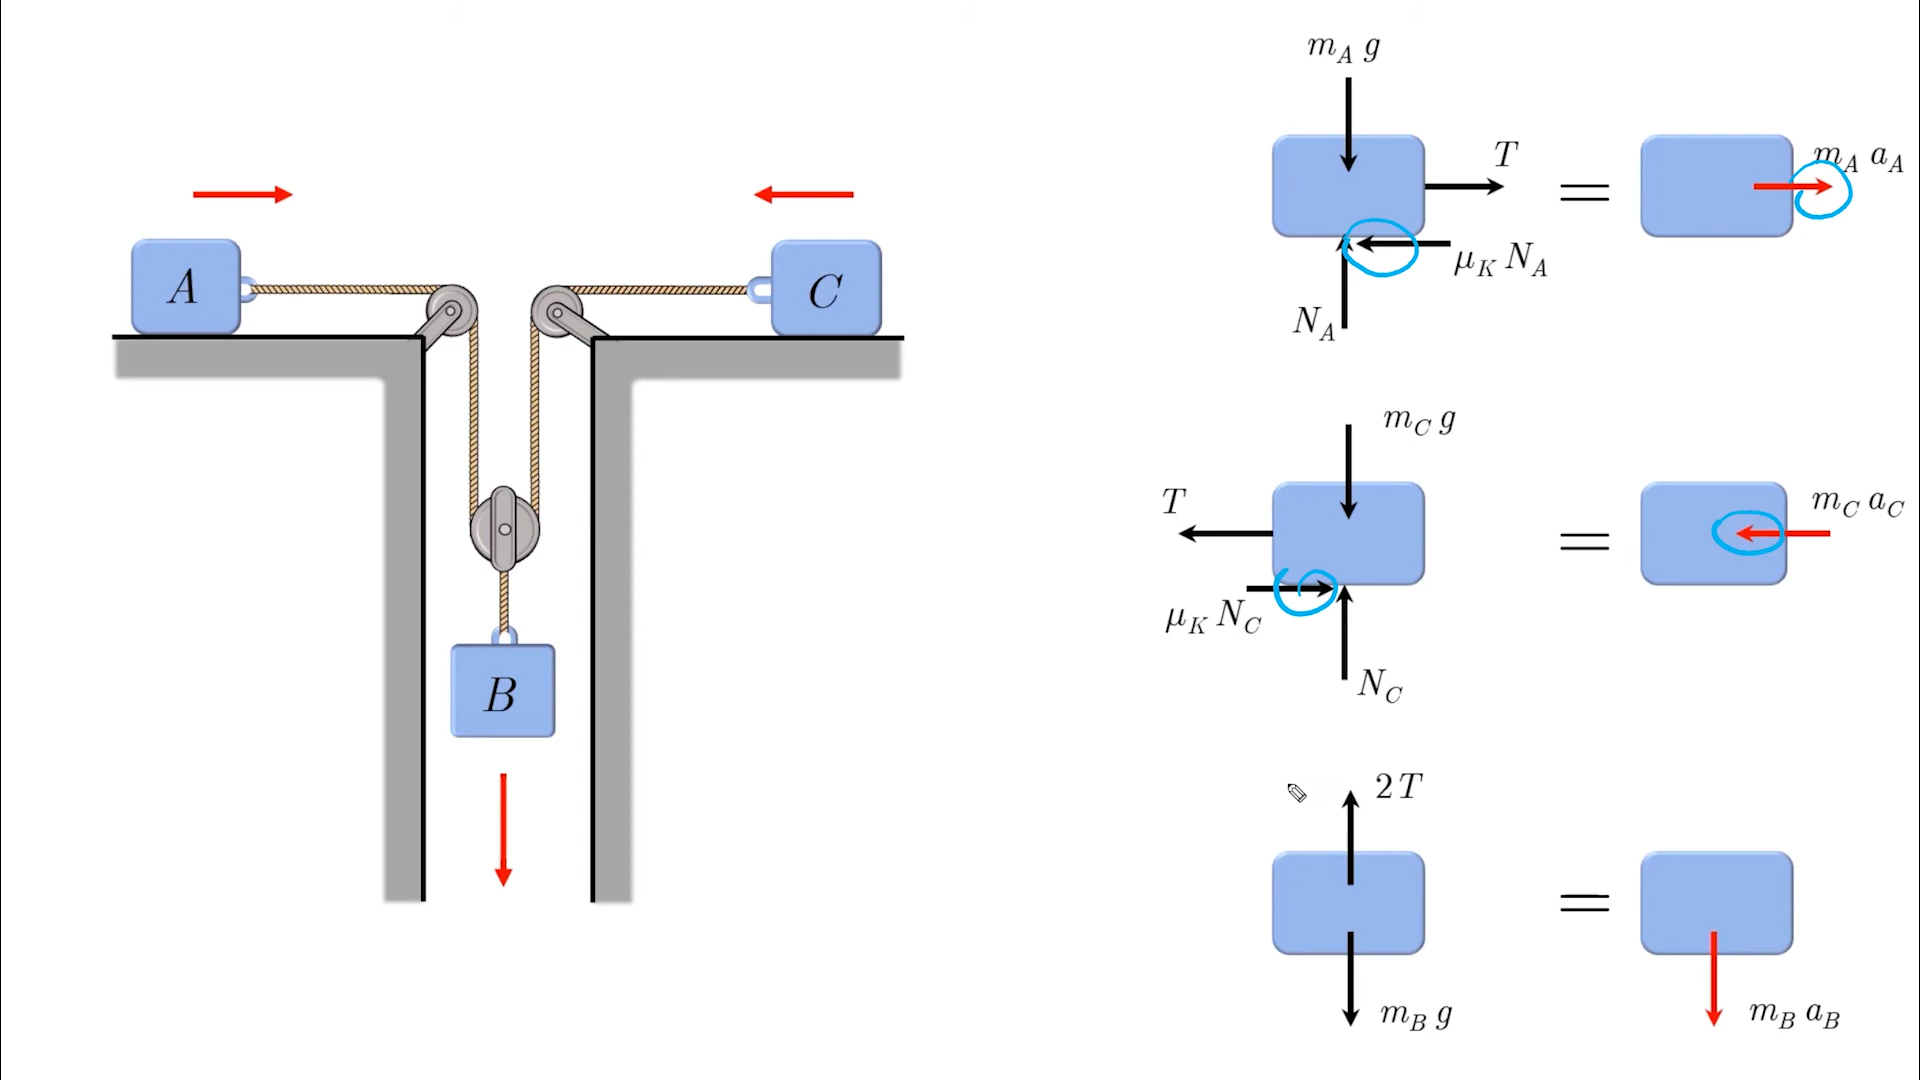 A
C
B
m_A g
T
μ_K N_A
N_A
=
m_A a_A
m_C g
T
μ_K N_C
N_C
=
m_C a_C
2T
m_B g
=
m_B a_B